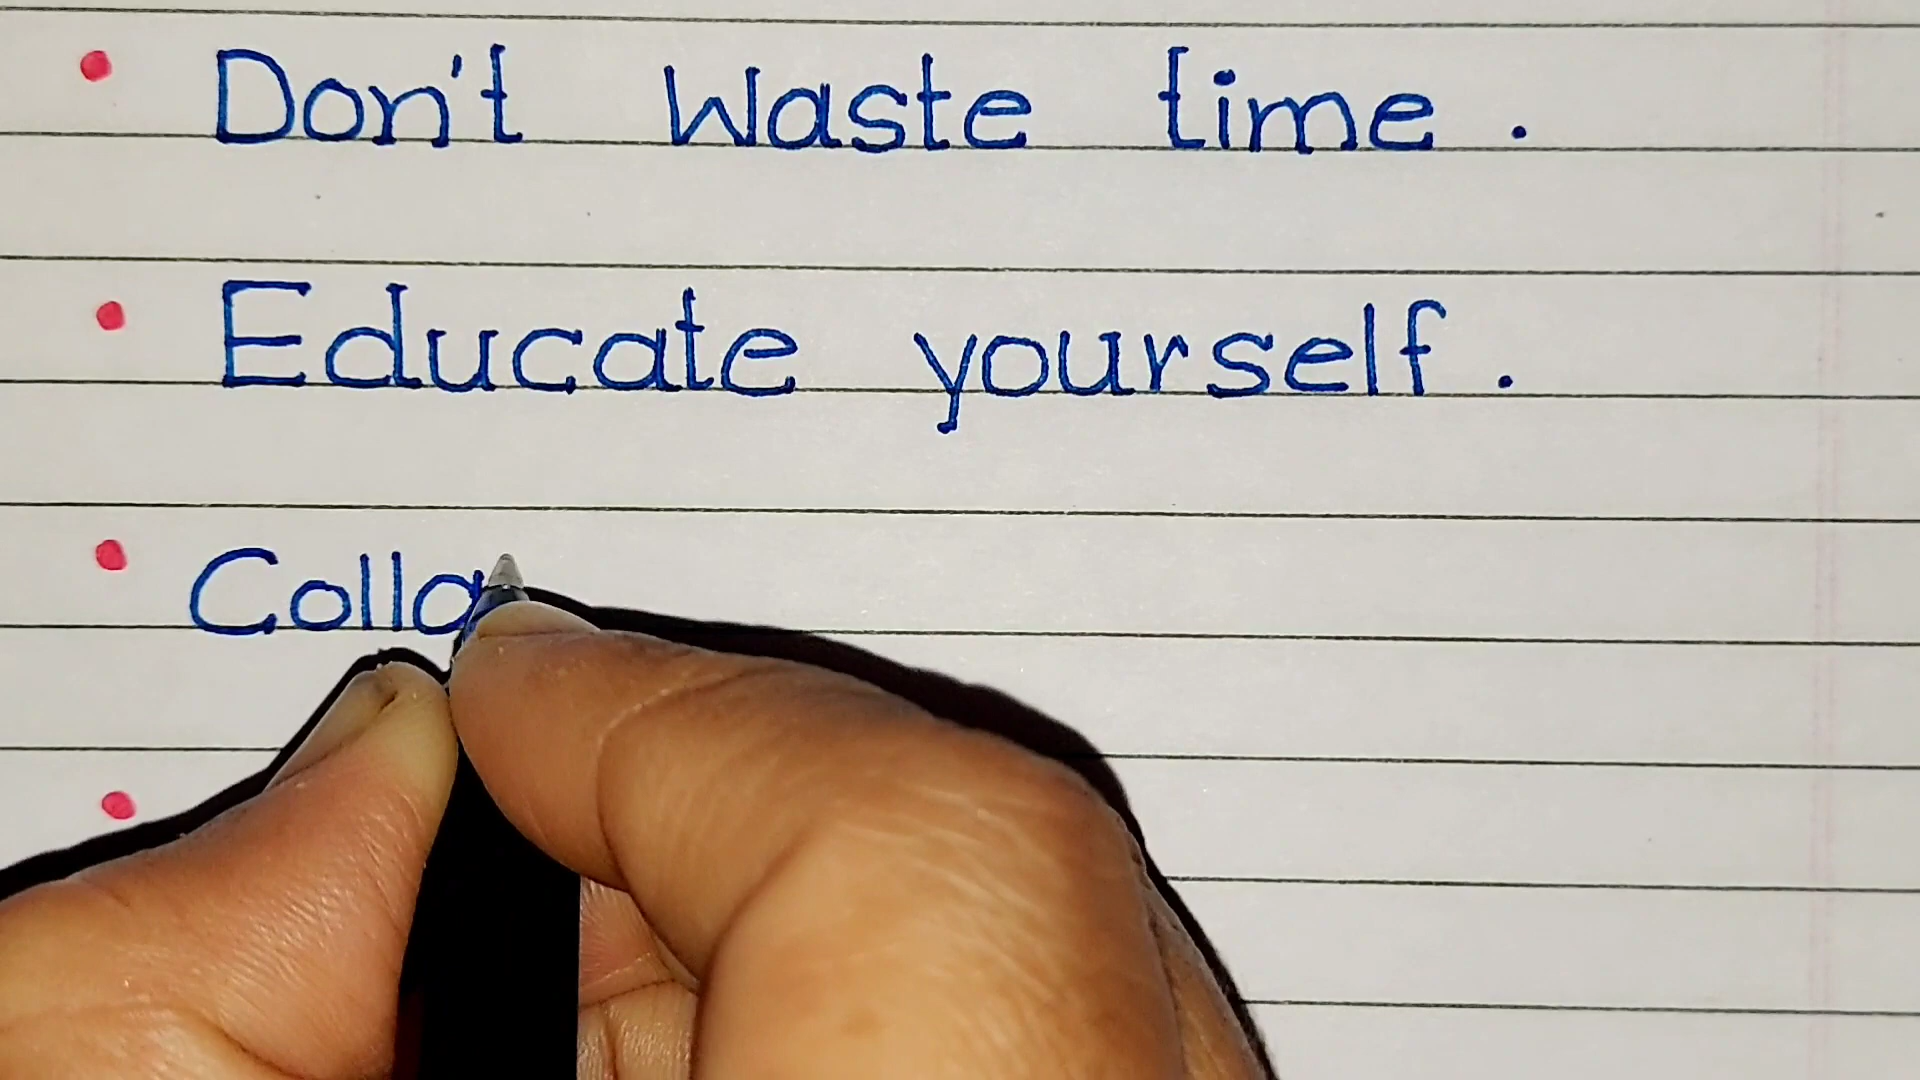 • Don't waste time.
• Educate yourself.
• Colla